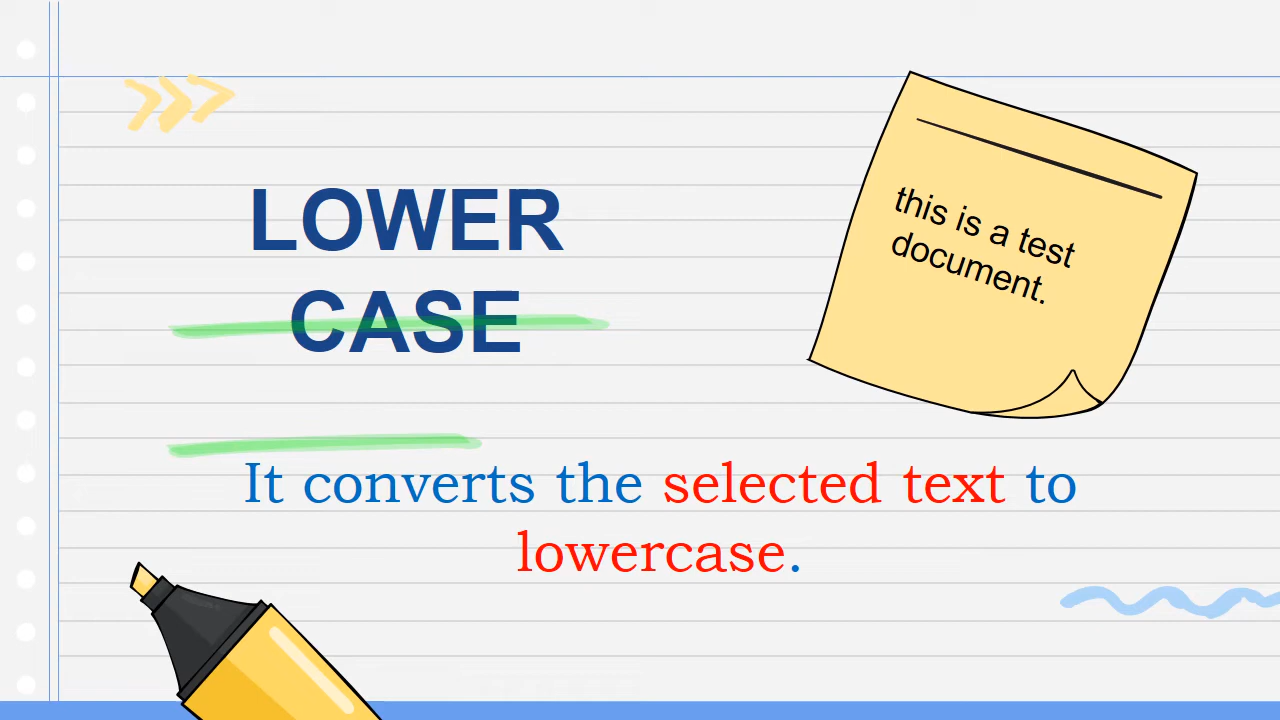 LOWER
CASE
this is a test
document.
It converts the selected text to
lowercase.